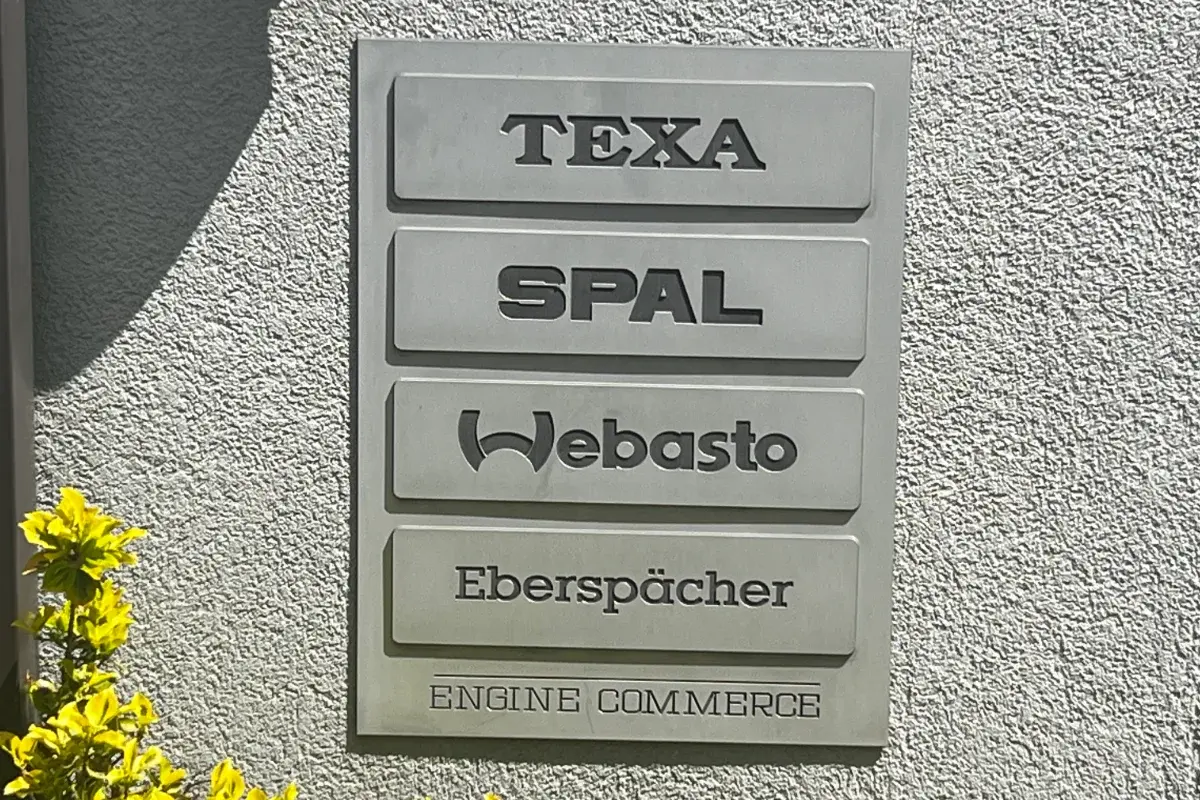 TEXA
SPAL
Webasto
Eberspächer
ENGINE COMMERCE